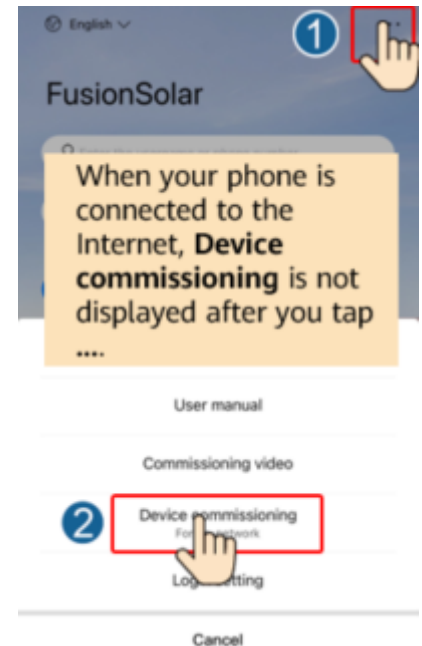 English
1
FusionSolar
When your phone is
connected to the
Internet, Device
commissioning is not
displayed after you tap
....
User manual
Commissioning video
2
Device commissioning
network
setting
Cancel